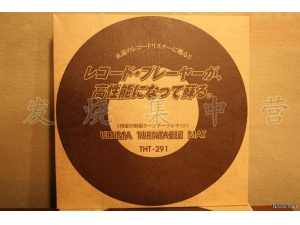 永遠のレコードリスナーに贈る!!
レコード・プレーヤーが、
高性能になって蘇る。
发烧集中营
ULTIMA TURNTABLE MAT
THT-291